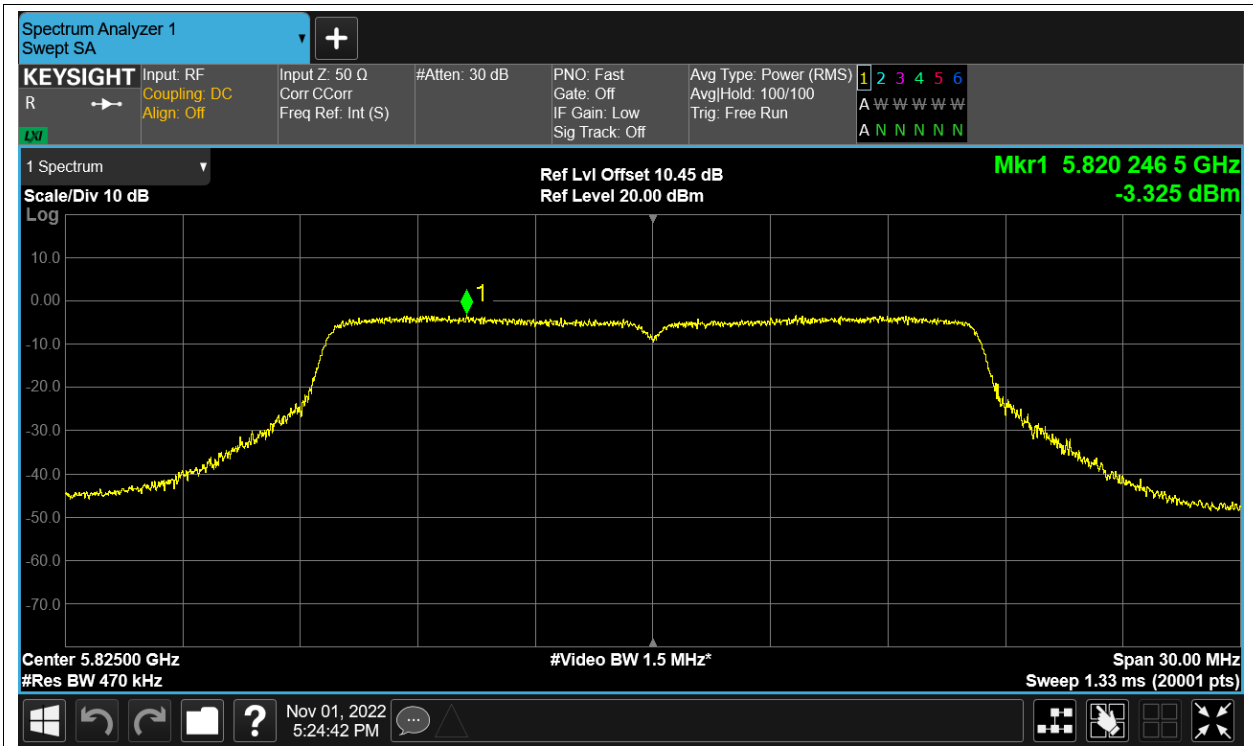 Spectrum Analyzer 1
Swept SA
KEYSIGHT
R
LXI
Input: RF
Coupling: DC
Align: Off
Input Z: 50 Ω
Corr CCorr
Freq Ref: Int (S)
#Atten: 30 dB
PNO: Fast
Gate: Off
IF Gain: Low
Sig Track: Off
Avg Type: Power (RMS)
Avg|Hold: 100/100
Trig: Free Run
1 2 3 4 5 6
A W W W W W
A N N N N N
1 Spectrum
Scale/Div 10 dB
Log
Ref Lvl Offset 10.45 dB
Ref Level 20.00 dBm
Mkr1 5.820 246 5 GHz
-3.325 dBm
10.0
0.00
1
-10.0
-20.0
-30.0
-40.0
-50.0
-60.0
-70.0
Center 5.82500 GHz
#Video BW 1.5 MHz*
Span 30.00 MHz
#Res BW 470 kHz
Sweep 1.33 ms (20001 pts)
?
Nov 01, 2022
5:24:42 PM